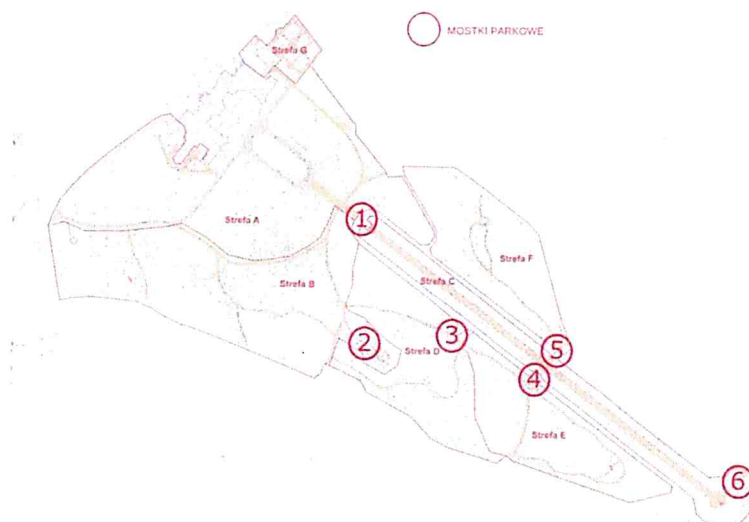 MOSTKI PARKOWE
Strefa G
Strefa A
1
Strefa F
Strefa B
Strefa C
2
Strefa D
3
5
4
Strefa E
6